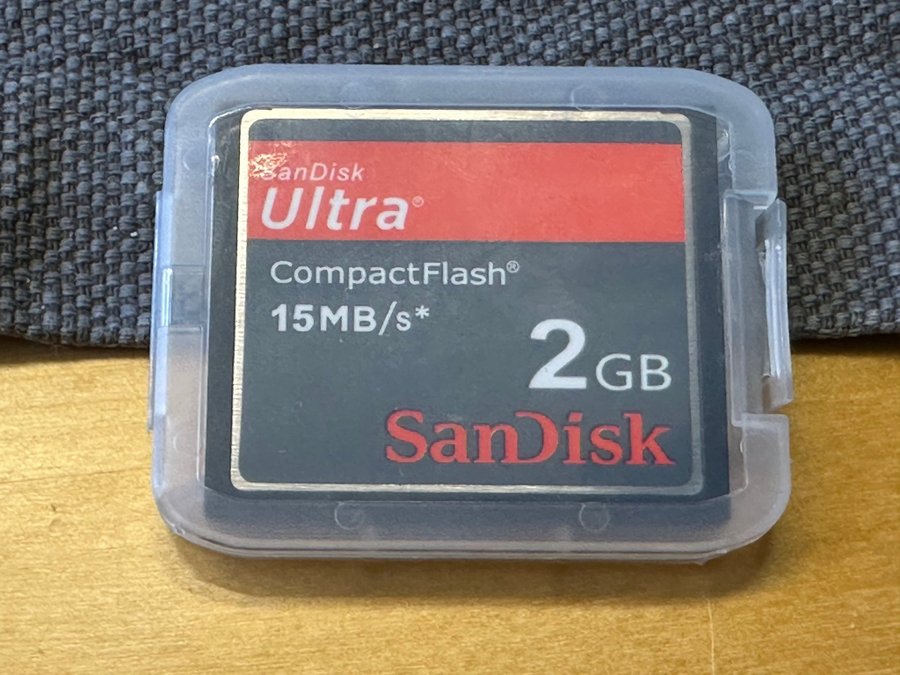 SanDisk
Ultra®
CompactFlash®
15MB/s*
2GB
SanDisk